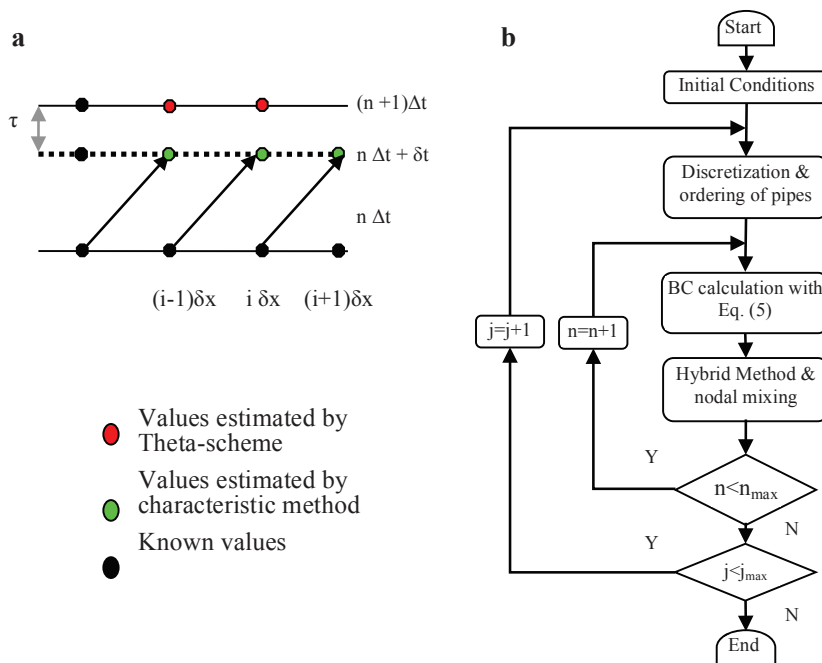 a
(n +1)Δt
τ
n Δt + δt
n Δt
(i-1)δx
i δx
(i+1)δx
Values estimated by
Theta-scheme
Values estimated by
characteristic method
Known values
b
Start
Initial Conditions
Discretization &
ordering of pipes
BC calculation with
Eq. (5)
j=j+1
n=n+1
Hybrid Method &
nodal mixing
Y
n<nmax
N
Y
j<jmax
N
End